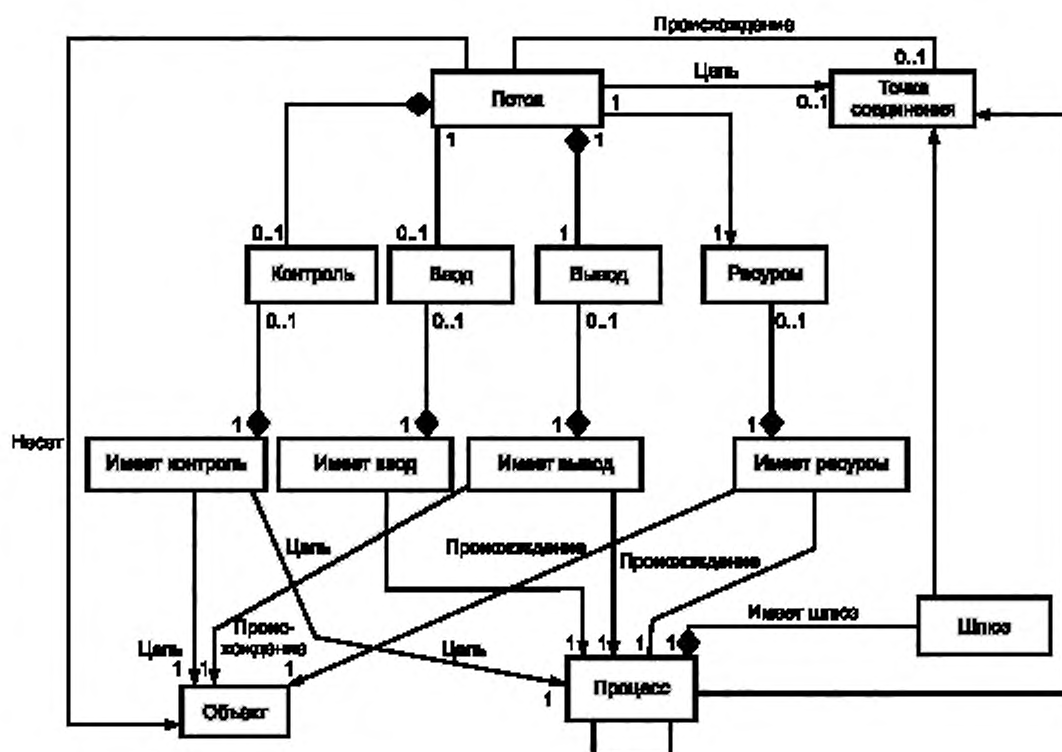 Происхождение
0..1
Цель
Поток
Точка
соединения
1
0..1
1
1
0..1
0..1
1
1
Контроль
Ввод
Вывод
Ресурсы
0..1
0..1
0..1
0..1
1
1
1
1
Несет
Имеет контроль
Имеет ввод
Имеет вывод
Имеет ресурсы
Цель
Происхождение
Происхождение
Имеет шлюз
Шлюз
Проис-
хождение
Цель
Цель
1
1
1
1
1
1
1
1
Процесс
Объект